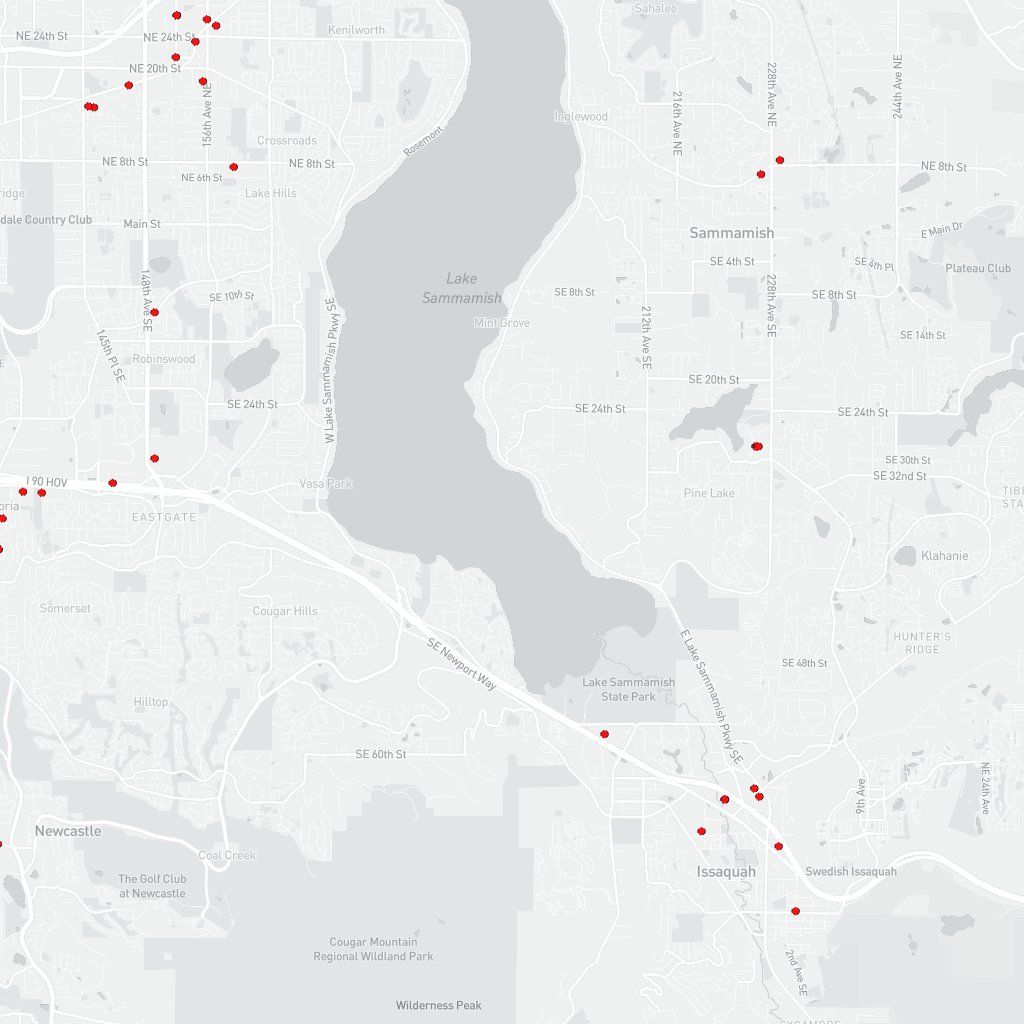 Sahalee
Kenilworth
NE 24th St
NE 24th St
NE 20th St
156th Ave NE
228th Ave NE
244th Ave NE
216th Ave NE
Inglewood
Crossroads
Rosemont
NE 8th St
NE 8th St
NE 8th St
NE 6th St
Lake Hills
ridge
dale Country Club
Main St
Sammamish
E Main Dr
SE 4th St
SE 4th Pl
Plateau Club
Lake
Sammamish
148th Ave SE
SE 10th St
SE 8th St
SE 8th St
228th Ave SE
Mint Grove
W Lake Sammamish Pkwy SE
212th Ave SE
SE 14th St
145th Pl SE
Robinswood
SE 20th St
SE 24th St
SE 24th St
SE 24th St
SE 30th St
SE 32nd St
I 90 HOV
Vasa Park
Pine Lake
TIB
STA
oria
EASTGATE
Klahanie
Somerset
Cougar Hills
E Lake Sammamish Pkwy SE
HUNTER'S
RIDGE
SE Newport Way
SE 48th St
Lake Sammamish
State Park
Hilltop
SE 60th St
9th Ave
NE 24th Ave
Newcastle
Coal Creek
The Golf Club
at Newcastle
Issaquah
Swedish Issaquah
Cougar Mountain
Regional Wildland Park
2nd Ave SE
Wilderness Peak
SYCAMORE